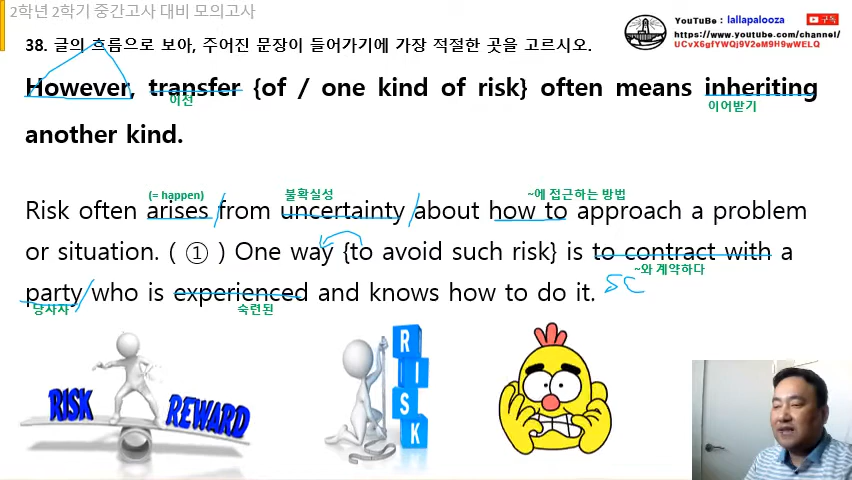 2학년 2학기 중간고사 대비 모의고사
YouTuBe : lallapalooza 구독
https://www.youtube.com/channel/
UCvX6gfYWQj9V2eM9H9wWELQ
38. 글의 흐름으로 보아, 주어진 문장이 들어가기에 가장 적절한 곳을 고르시오.
However, transfer {of / one kind of risk} often means inheriting
이전 이어받기
another kind.
(= happen) 불확실성 ~에 접근하는 방법
Risk often arises from uncertainty about how to approach a problem
or situation. ( ① ) One way {to avoid such risk} is to contract with a
~와 계약하다
party who is experienced and knows how to do it. SC
당사자 숙련된
RISK REWARD
R
I
S
K